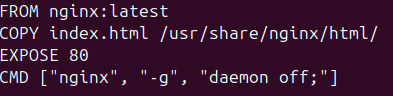 FROM nginx:latest
COPY index.html /usr/share/nginx/html/
EXPOSE 80
CMD ["nginx", "-g", "daemon off;"]